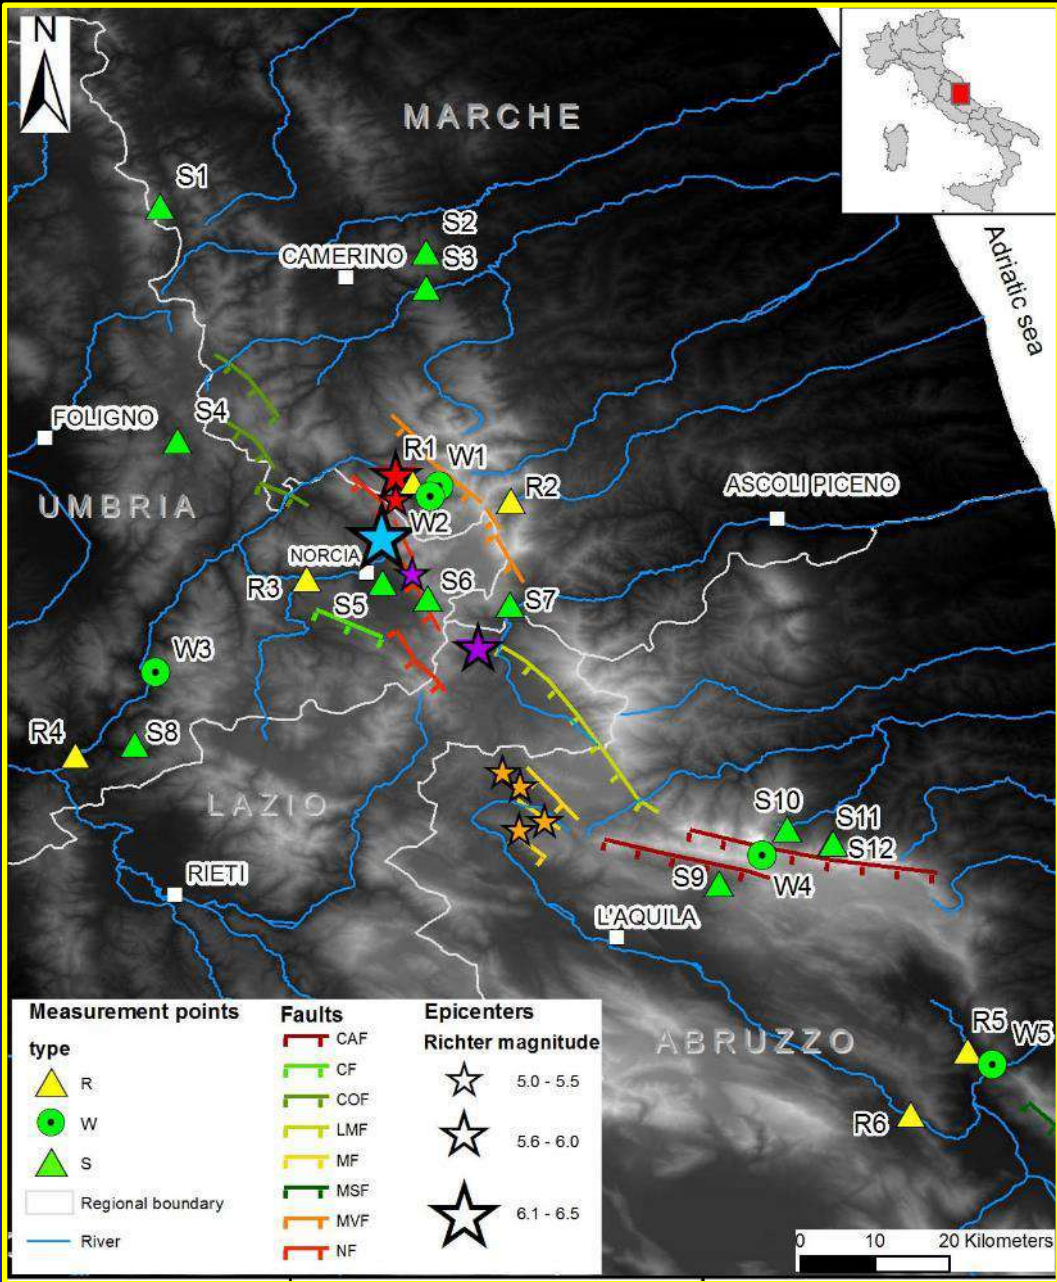 N
MARCHE
Adriatic sea
S1
S2
CAMERINO
S3
S4
FOLIGNO
UMBRIA
R1
W1
R2
ASCOLI PICENO
W2
NORCIA
R3
S5
S6
S7
W3
R4
S8
LAZIO
S10
S11
S12
RIETI
S9
W4
L'AQUILA
ABRUZZO
R5
W5
R6
Measurement points
type
R
W
S
Regional boundary
River
Faults
CAF
CF
COF
LMF
MF
MSF
MVF
NF
Epicenters
Richter magnitude
5.0 - 5.5
5.6 - 6.0
6.1 - 6.5
0 10 20 Kilometers